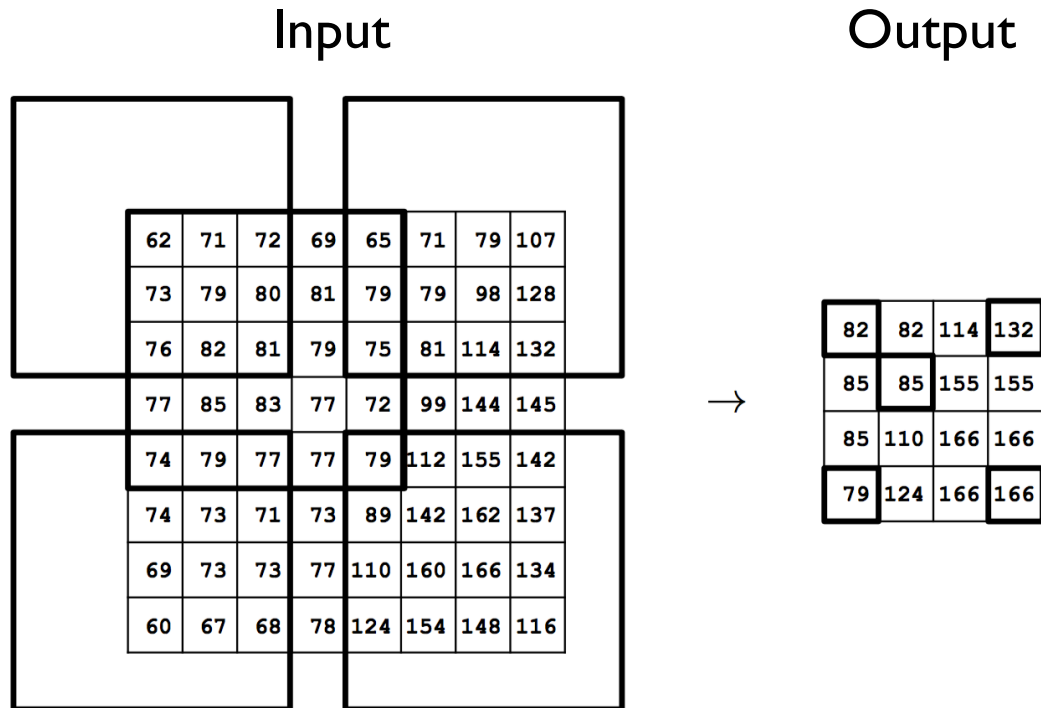 Input Output
62 71 72 69 65 71 79 107
73 79 80 81 79 79 98 128
76 82 81 79 75 81 114 132
77 85 83 77 72 99 144 145
74 79 77 77 79 112 155 142
74 73 71 73 89 142 162 137
69 73 73 77 110 160 166 134
60 67 68 78 124 154 148 116
→
82 82 114 132
85 85 155 155
85 110 166 166
79 124 166 166